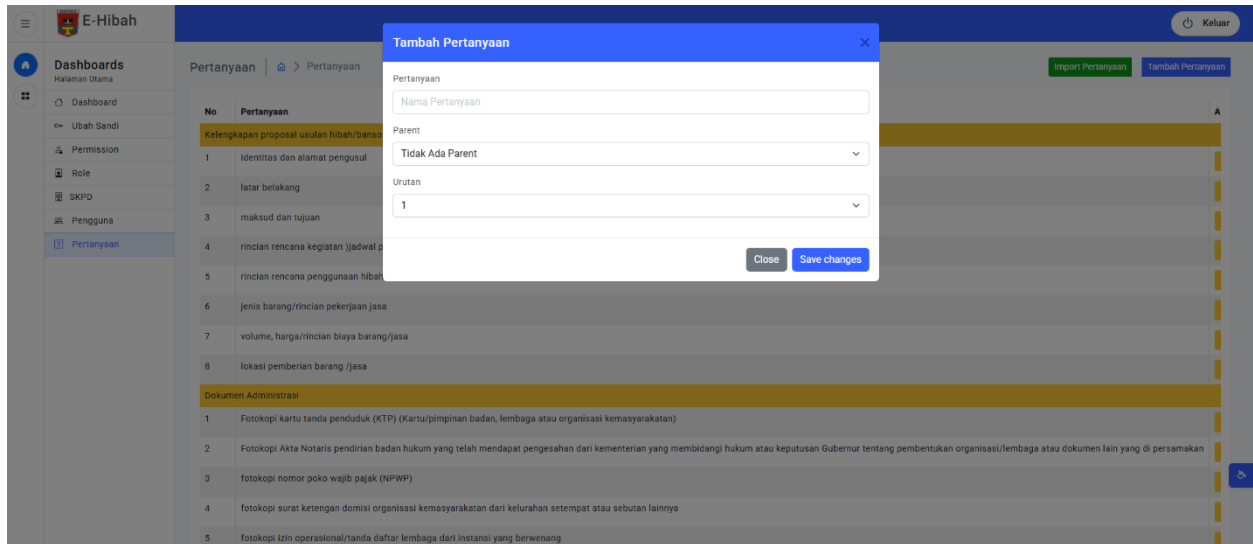 E-Hibah
Keluar
Dashboards
Halaman Utama
Dashboard
Ubah Sandi
Permission
Role
SKPD
Pengguna
Pertanyaan
Pertanyaan
> Pertanyaan
Import Pertanyaan
Tambah Pertanyaan
Tambah Pertanyaan
Pertanyaan
Nama Pertanyaan
Parent
Tidak Ada Parent
Urutan
1
Close
Save changes
No Pertanyaan A
Kelengkapan proposal usulan hibah/banso
1 Identitas dan alamat pengusul
2 latar belakang
3 maksud dan tujuan
4 rincian rencana kegiatan )jadwal p
5 rincian rencana penggunaan hibah
6 jenis barang/rincian pekerjaan jasa
7 volume, harga/rincian biaya barang/jasa
8 lokasi pemberian barang /jasa
Dokumen Administrasi
1 Fotokopi kartu tanda penduduk (KTP) (Kartu/pimpinan badan, lembaga atau organisasi kemasyarakatan)
2 Fotokopi Akta Notaris pendirian badan hukum yang telah mendapat pengesahan dari kementerian yang membidangi hukum atau keputusan Gubernur tentang pembentukan organisasi/lembaga atau dokumen lain yang di persamakan
3 fotokopi nomor poko wajib pajak (NPWP)
4 fotokopi surat ketengan domisi organisasi kemasyarakatan dari kelurahan setempat atau sebutan lainnya
5 fotokopi izin operasional/tanda daftar lembaga dari instansi yang berwenang